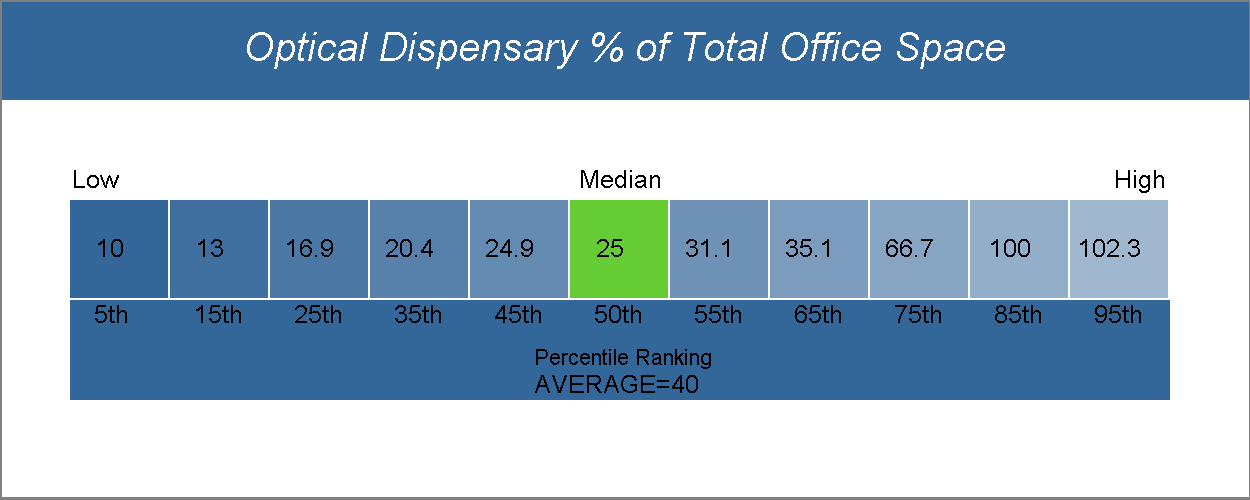 Optical Dispensary % of Total Office Space
Low Median High
10 13 16.9 20.4 24.9 25 31.1 35.1 66.7 100 102.3
5th 15th 25th 35th 45th 50th 55th 65th 75th 85th 95th
Percentile Ranking
AVERAGE=40